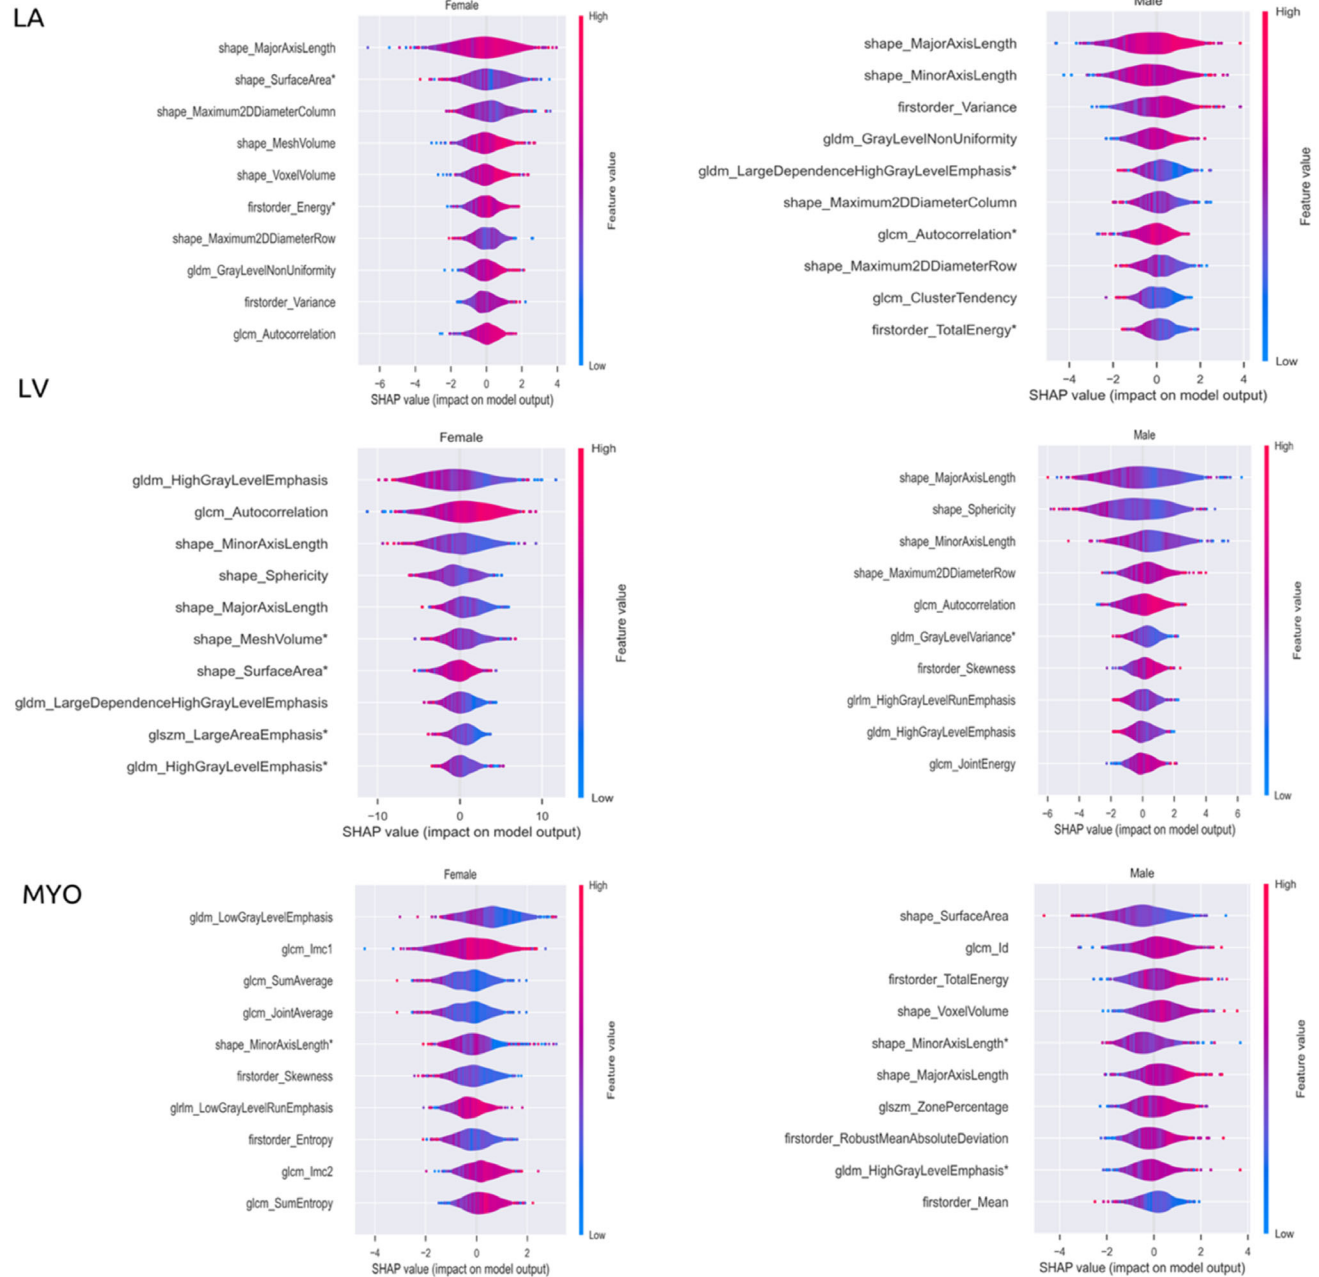 LA
Female
shape_MajorAxisLength
shape_SurfaceArea*
shape_Maximum2DDiameterColumn
shape_MeshVolume
shape_VoxelVolume
firstorder_Energy*
shape_Maximum2DDiameterRow
gldm_GrayLevelNonUniformity
firstorder_Variance
glcm_Autocorrelation
−6 −4 −2 0 2 4
SHAP value (impact on model output)
High
Feature value
Low
Male
shape_MajorAxisLength
shape_MinorAxisLength
firstorder_Variance
gldm_GrayLevelNonUniformity
gldm_LargeDependenceHighGrayLevelEmphasis*
shape_Maximum2DDiameterColumn
glcm_Autocorrelation*
shape_Maximum2DDiameterRow
glcm_ClusterTendency
firstorder_TotalEnergy*
−4 −2 0 2 4
SHAP value (impact on model output)
High
Feature value
Low
LV
Female
gldm_HighGrayLevelEmphasis
glcm_Autocorrelation
shape_MinorAxisLength
shape_Sphericity
shape_MajorAxisLength
shape_MeshVolume*
shape_SurfaceArea*
gldm_LargeDependenceHighGrayLevelEmphasis
glszm_LargeAreaEmphasis*
gldm_HighGrayLevelEmphasis*
−10 0 10
SHAP value (impact on model output)
High
Feature value
Low
Male
shape_MajorAxisLength
shape_Sphericity
shape_MinorAxisLength
shape_Maximum2DDiameterRow
glcm_Autocorrelation
gldm_GrayLevelVariance*
firstorder_Skewness
glrlm_HighGrayLevelRunEmphasis
gldm_HighGrayLevelEmphasis
glcm_JointEnergy
−6 −4 −2 0 2 4 6
SHAP value (impact on model output)
High
Feature value
Low
MYO
Female
gldm_LowGrayLevelEmphasis
glcm_Imc1
glcm_SumAverage
glcm_JointAverage
shape_MinorAxisLength*
firstorder_Skewness
glrlm_LowGrayLevelRunEmphasis
firstorder_Entropy
glcm_Imc2
glcm_SumEntropy
−4 −2 0 2
SHAP value (impact on model output)
High
Feature value
Low
Male
shape_SurfaceArea
glcm_Id
firstorder_TotalEnergy
shape_VoxelVolume
shape_MinorAxisLength*
shape_MajorAxisLength
glszm_ZonePercentage
firstorder_RobustMeanAbsoluteDeviation
gldm_HighGrayLevelEmphasis*
firstorder_Mean
−4 −2 0 2 4
SHAP value (impact on model output)
High
Feature value
Low